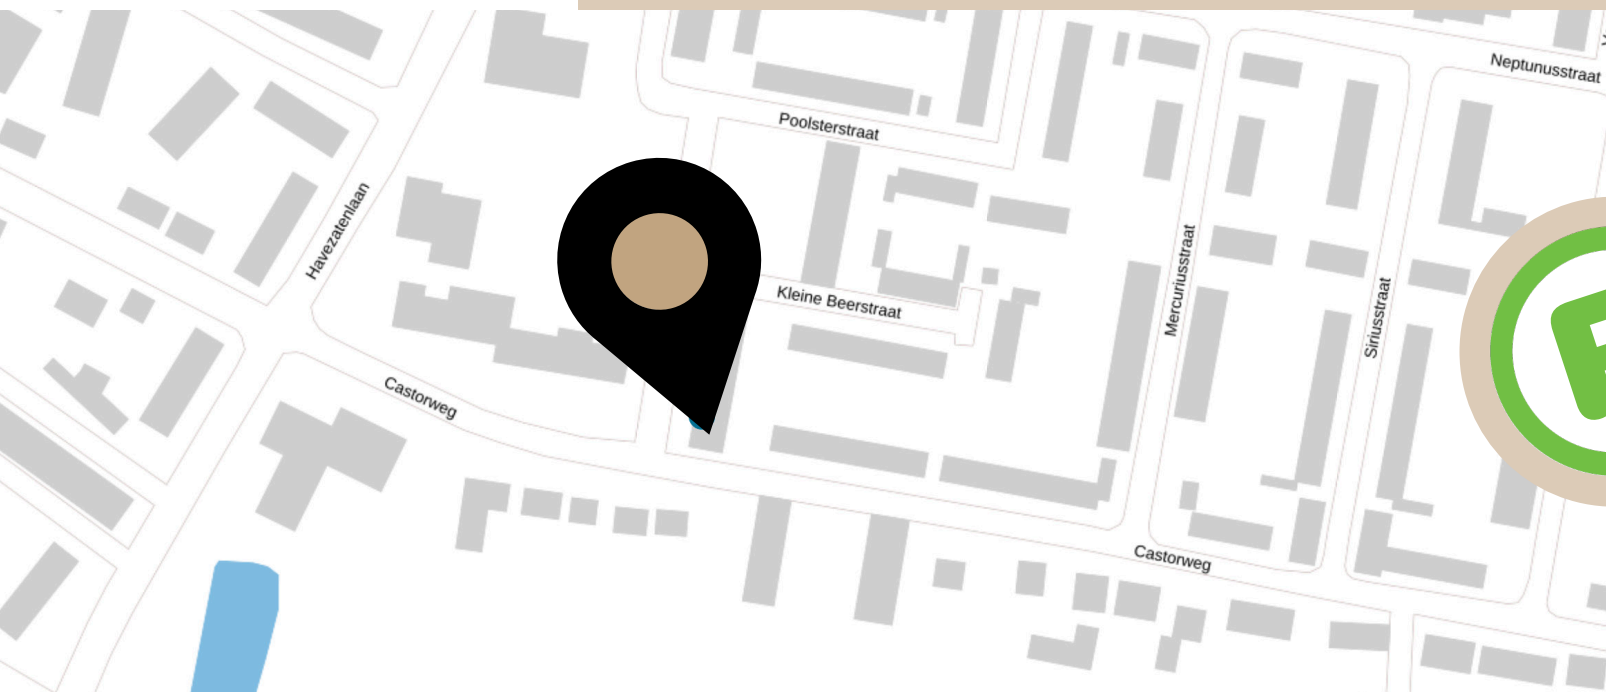 Neptunusstraat
Poolsterstraat
Havezatenlaan
Kleine Beerstraat
Mercuriusstraat
Siriusstraat
Castorweg
Castorweg